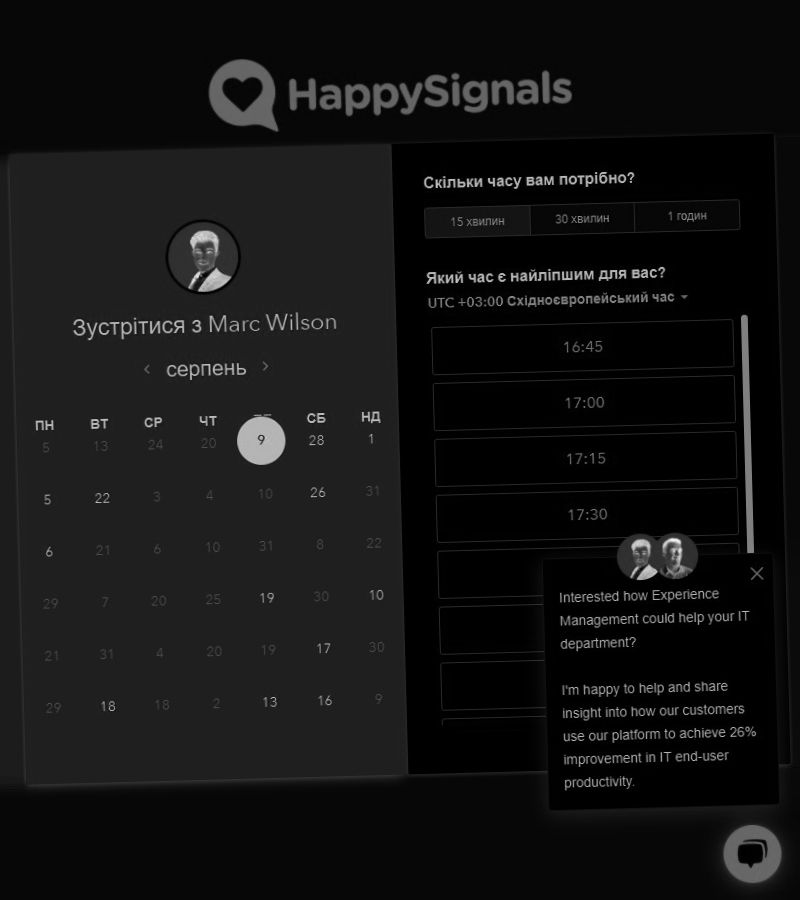 HappySignals
Зустрітися з Marc Wilson
серпень
ПН ВТ СР ЧТ СБ НД
5 13 24 20 9 28 1
5 22 3 4 10 26 31
6 21 6 10 31 8 22
29 7 20 25 19 30 10
21 31 4 20 19 17 30
29 18 18 2 13 16 9
Скільки часу вам потрібно?
15 хвилин 30 хвилин 1 годин
Який час є найліпшим для вас?
UTC +03:00 Східноєвропейський час
16:45
17:00
17:15
17:30
Interested how Experience
Management could help your IT
department?
I'm happy to help and share
insight into how our customers
use our platform to achieve 26%
improvement in IT end-user
productivity.